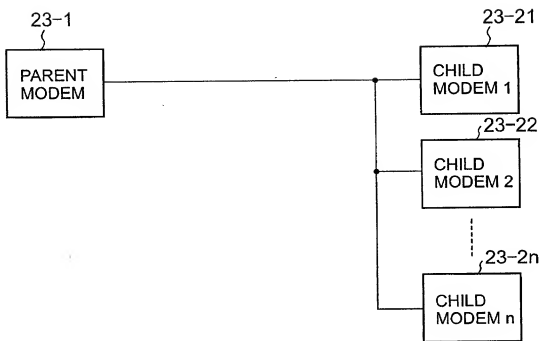 23-1
PARENT
MODEM
23-21
CHILD
MODEM 1
23-22
CHILD
MODEM 2
23-2n
CHILD
MODEM n